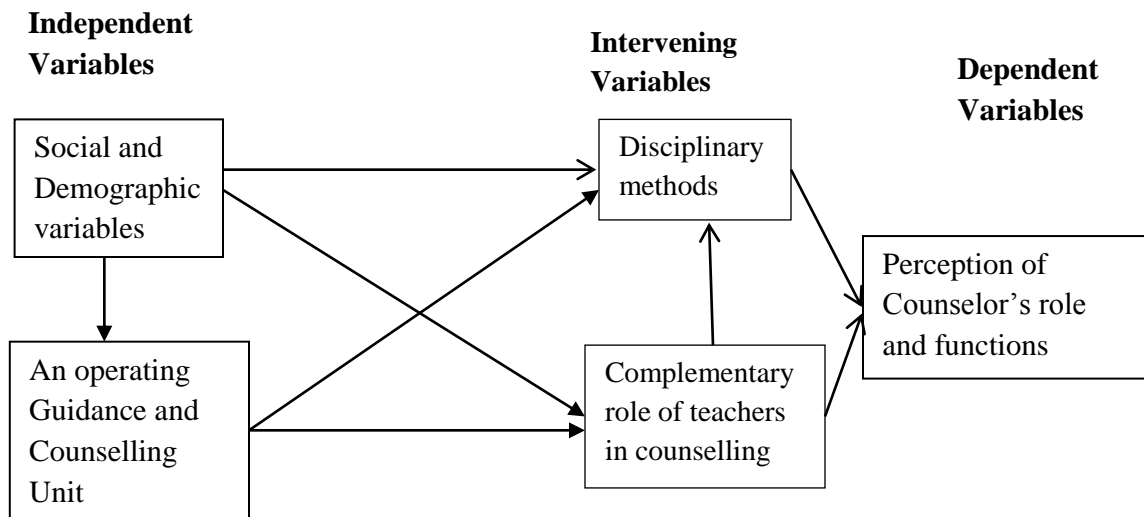 Independent
Variables
Intervening
Variables
Dependent
Variables
Social and
Demographic
variables
Disciplinary
methods
Perception of
Counselor’s role
and functions
An operating
Guidance and
Counselling
Unit
Complementary
role of teachers
in counselling